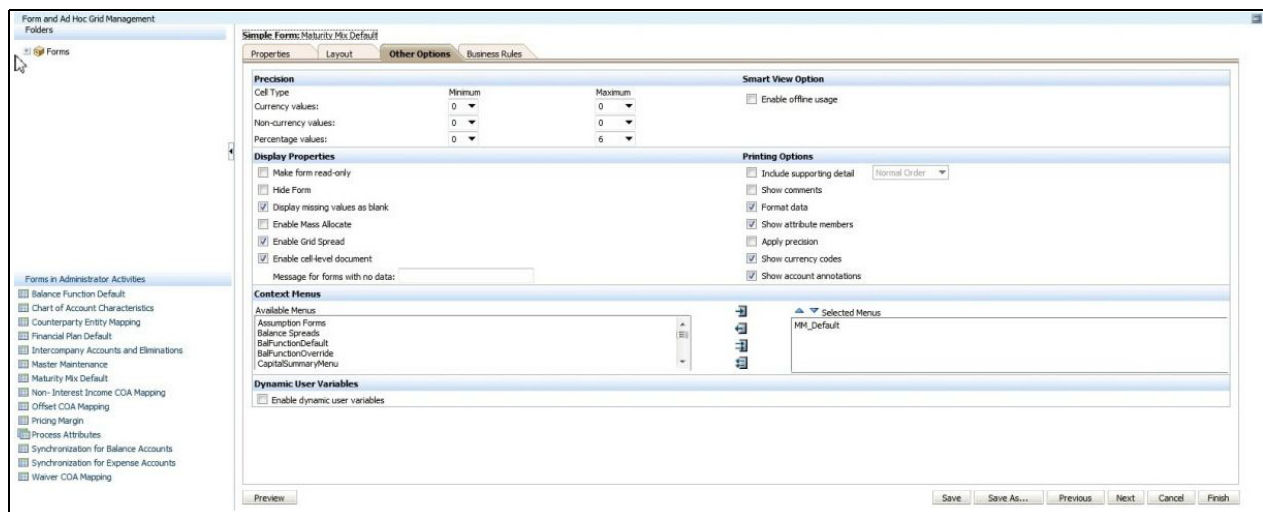 Form and Ad Hoc Grid Management
Folders
Forms
Forms in Administrator Activities
Balance Function Default
Chart of Account Characteristics
Counterparty Entity Mapping
Financial Plan Default
Intercompany Accounts and Eliminations
Master Maintenance
Maturity Mix Default
Non- Interest Income COA Mapping
Offset COA Mapping
Pricing Margin
Process Attributes
Synchronization for Balance Accounts
Synchronization for Expense Accounts
Waiver COA Mapping
Simple Form: Maturity Mix Default
Properties Layout Other Options Business Rules
Precision
Cell Type Minimum Maximum
Currency values: 0 0
Non-currency values: 0 0
Percentage values: 0 6
Smart View Option
Enable offline usage
Display Properties
Make form read-only
Hide Form
Display missing values as blank
Enable Mass Allocate
Enable Grid Spread
Enable cell-level document
Message for forms with no data:
Printing Options
Include supporting detail Normal Order
Show comments
Format data
Show attribute members
Apply precision
Show currency codes
Show account annotations
Context Menus
Available Menus
Assumption Forms
Balance Spreads
BalFunctionDefault
BalFunctionOverride
CapitalSummaryMenu
Selected Menus
MM_Default
Dynamic User Variables
Enable dynamic user variables
Preview Save Save As... Previous Next Cancel Finish